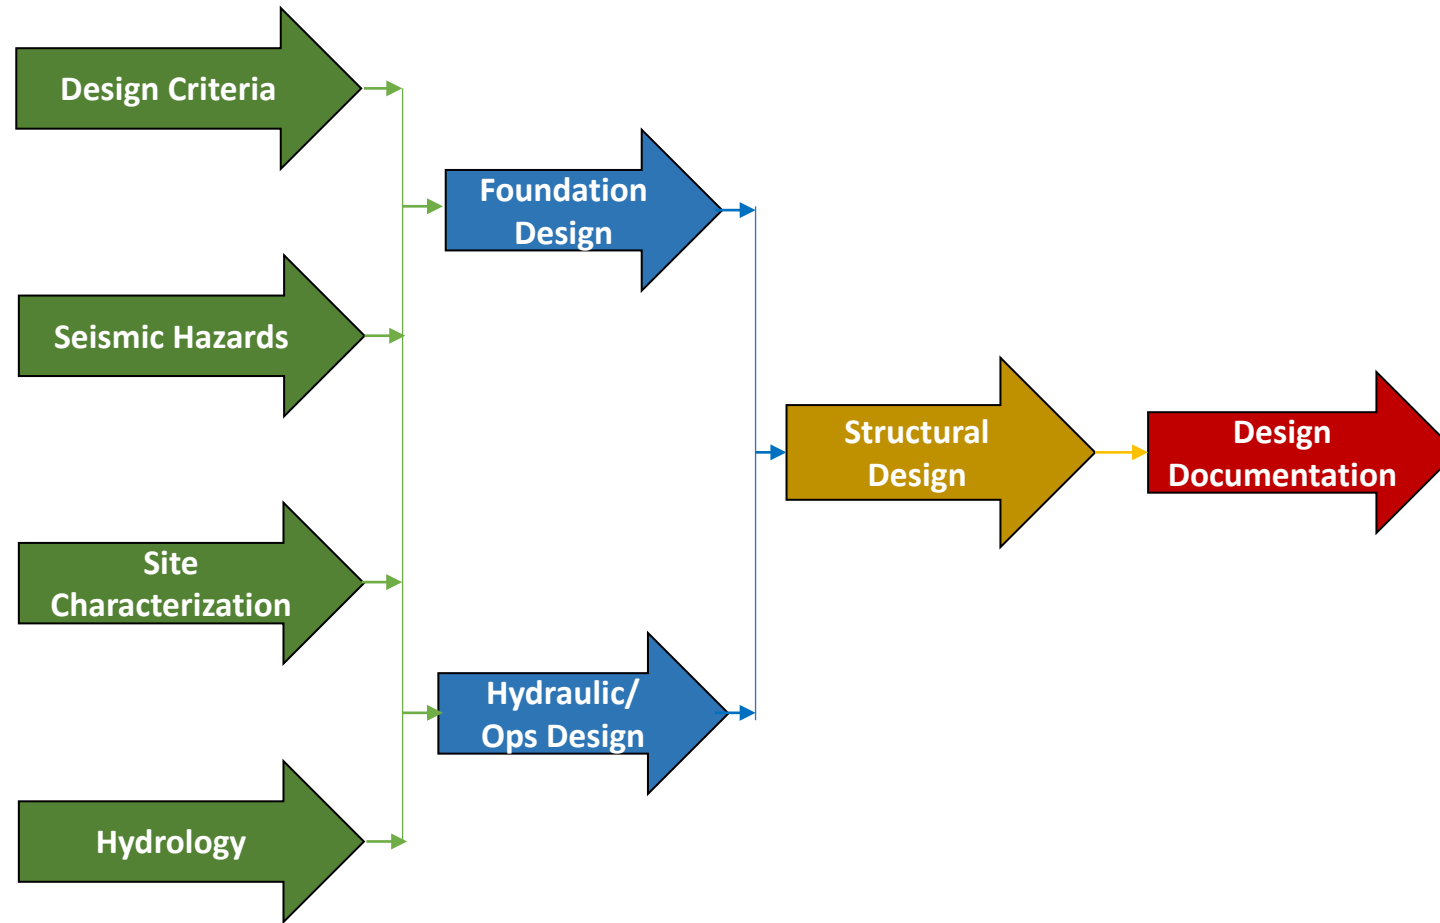 Design Criteria
Seismic Hazards
Site
Characterization
Hydrology
Foundation
Design
Hydraulic/
Ops Design
Structural
Design
Design
Documentation